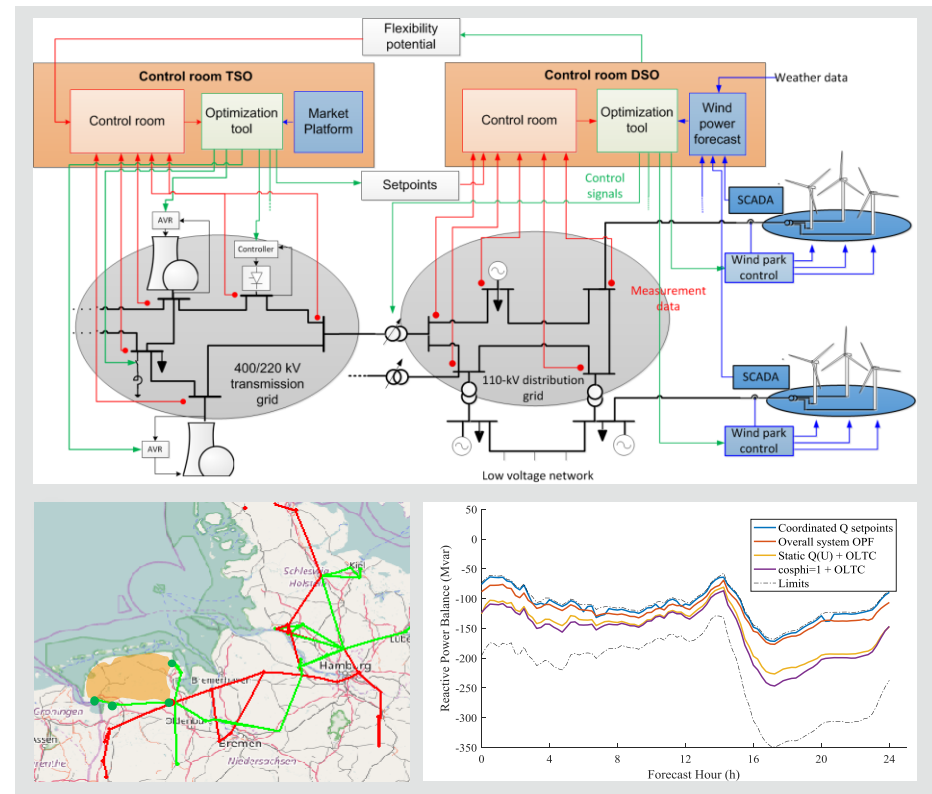 Flexibility
potential
Control room TSO
Control room
Optimization
tool
Market
Platform
Control room DSO
Control room
Optimization
tool
Wind
power
forecast
Weather data
Setpoints
Control
signals
SCADA
AVR
Controller
Wind park
control
Measurement
data
400/220 kV
transmission
grid
110-kV distribution
grid
SCADA
AVR
Wind park
control
Low voltage network
Kiel
Schleswig
Holstein
Hamburg
Bremerhaven
Groningen
Oldenbu
Assen
Bremen
Niedersachsen
50
0
-50
-100
-150
-200
-250
-300
-350
Reactive Power Balance (Mvar)
Coordinated Q setpoints
Overall system OPF
Static Q(U) + OLTC
cosphi=1 + OLTC
Limits
0
4
8
12
16
20
24
Forecast Hour (h)